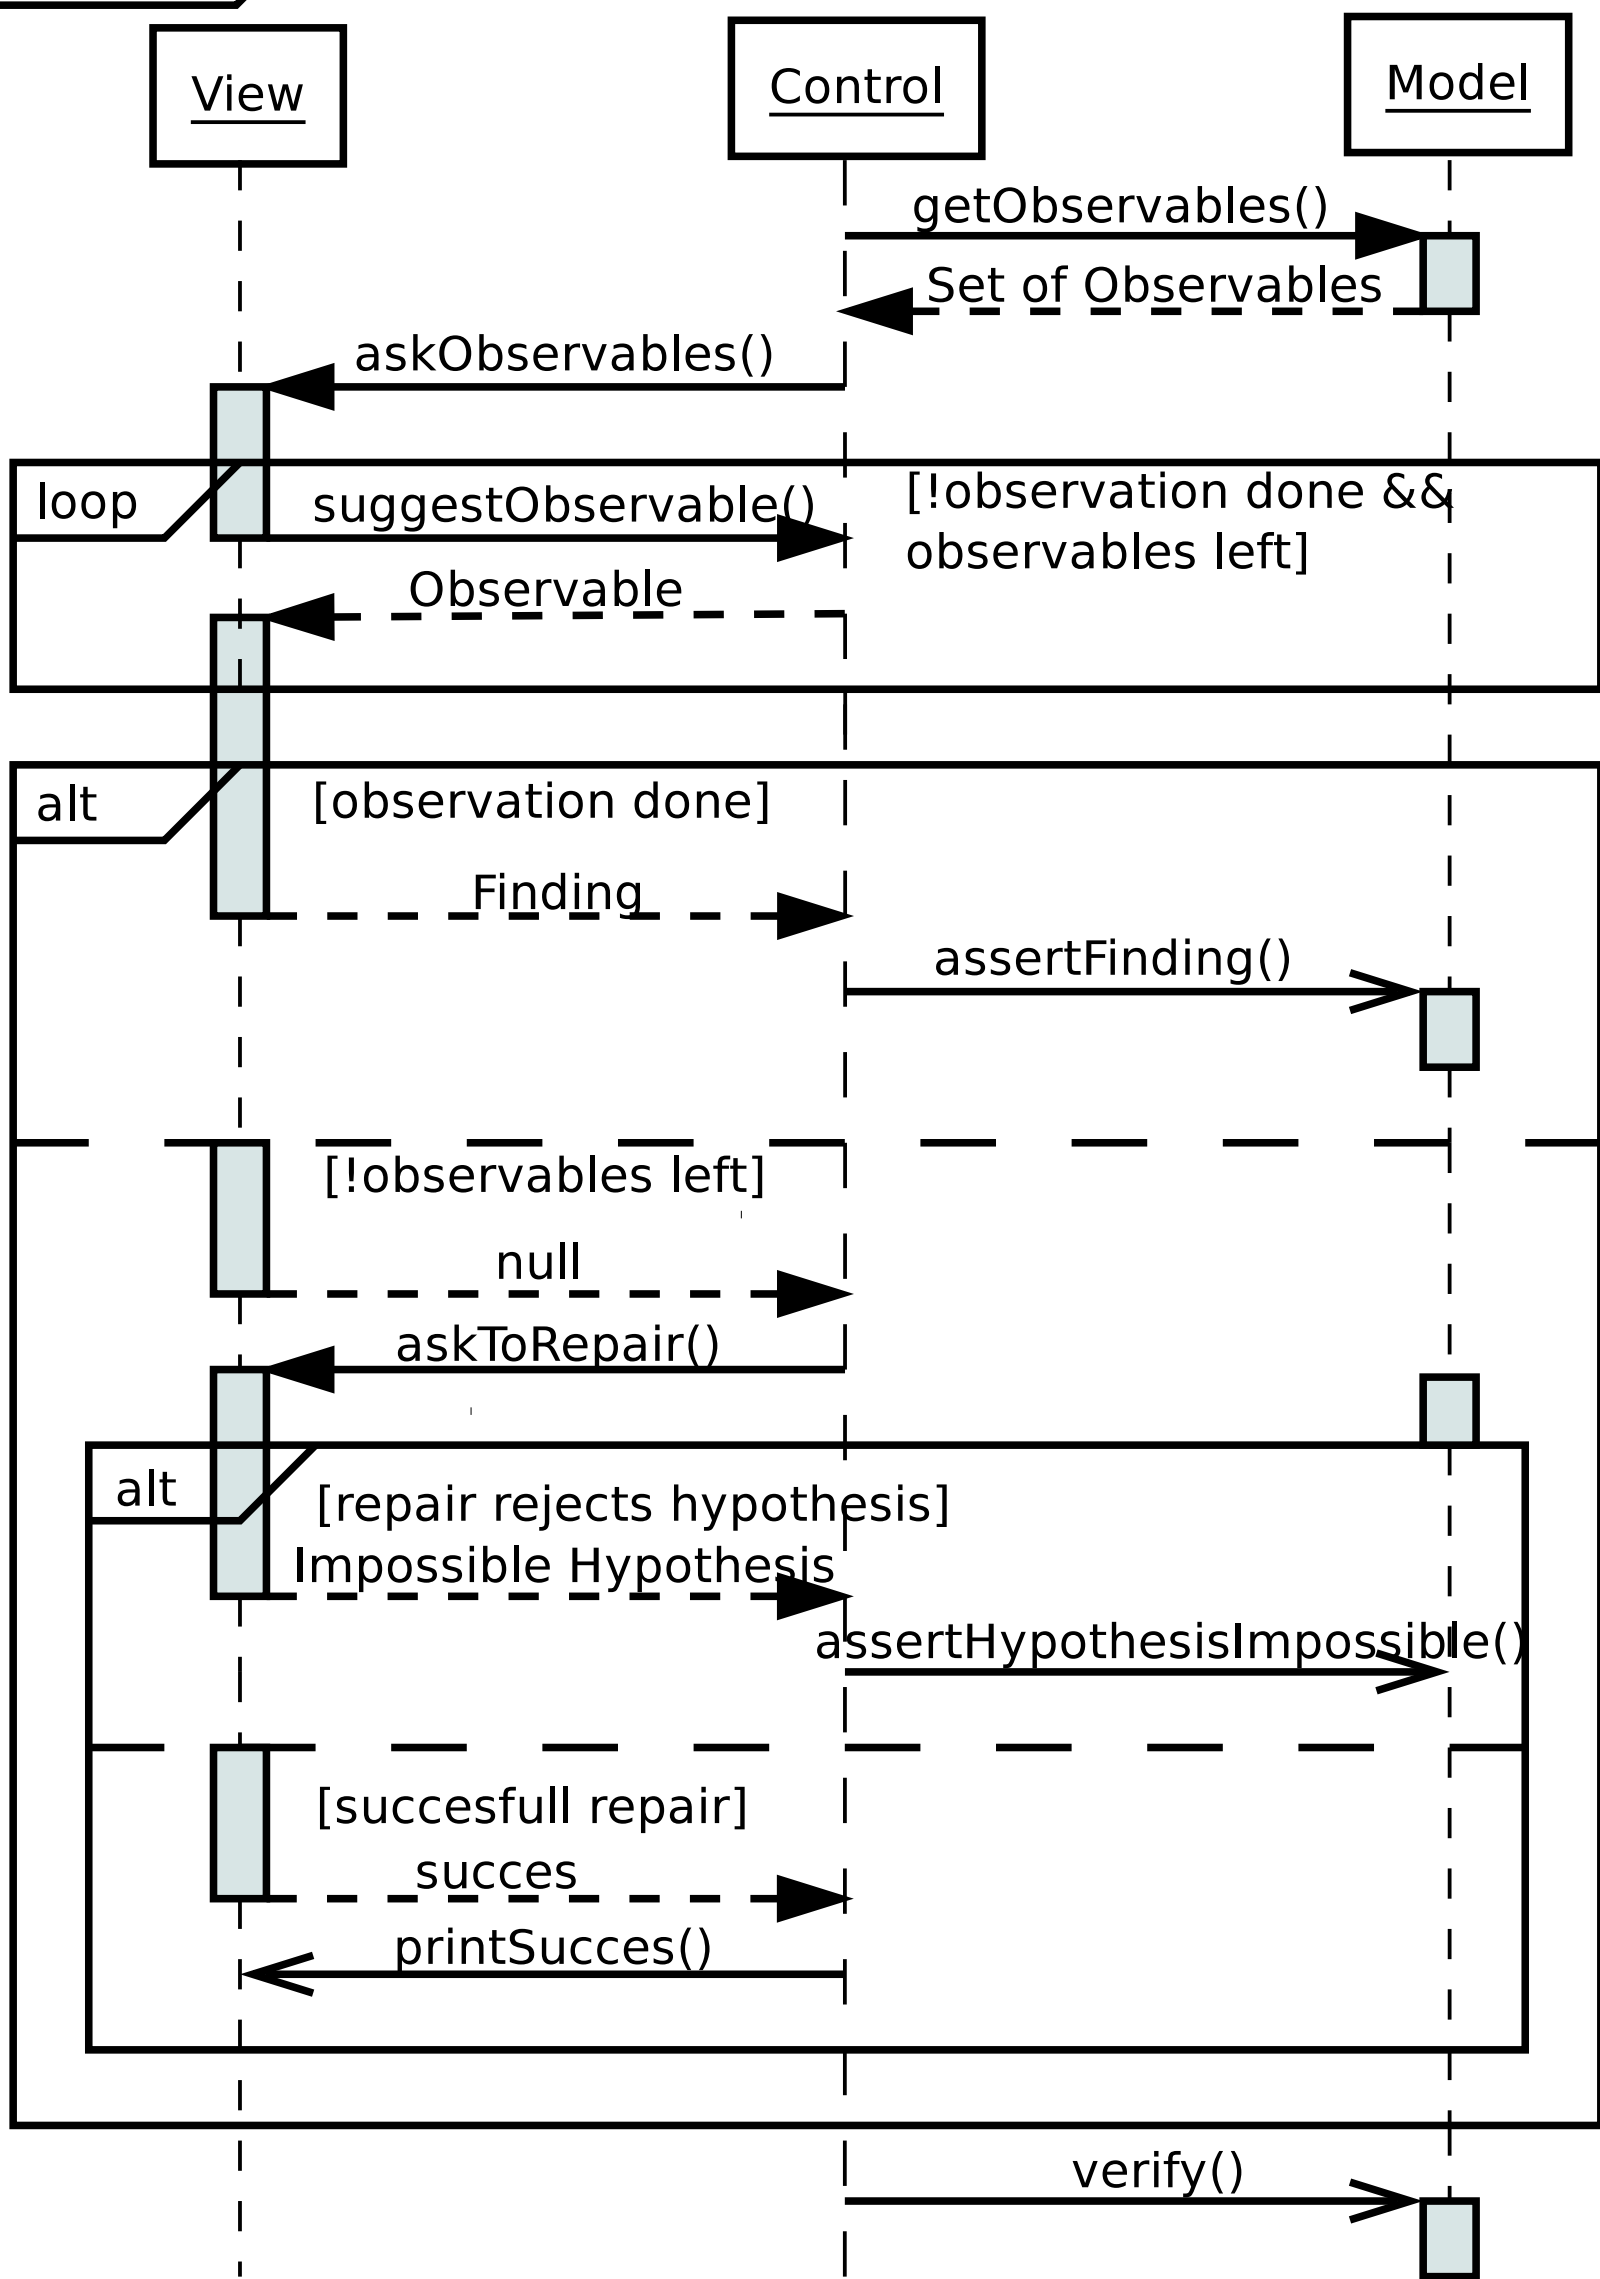 View
Control
Model
getObservables()
Set of Observables
askObservables()
loop
suggestObservable()
[!observation done &&
observables left]
Observable
alt
[observation done]
Finding
assertFinding()
[!observables left]
null
askToRepair()
alt
[repair rejects hypothesis]
Impossible Hypothesis
assertHypothesisImpossible()
[succesfull repair]
succes
printSucces()
verify()